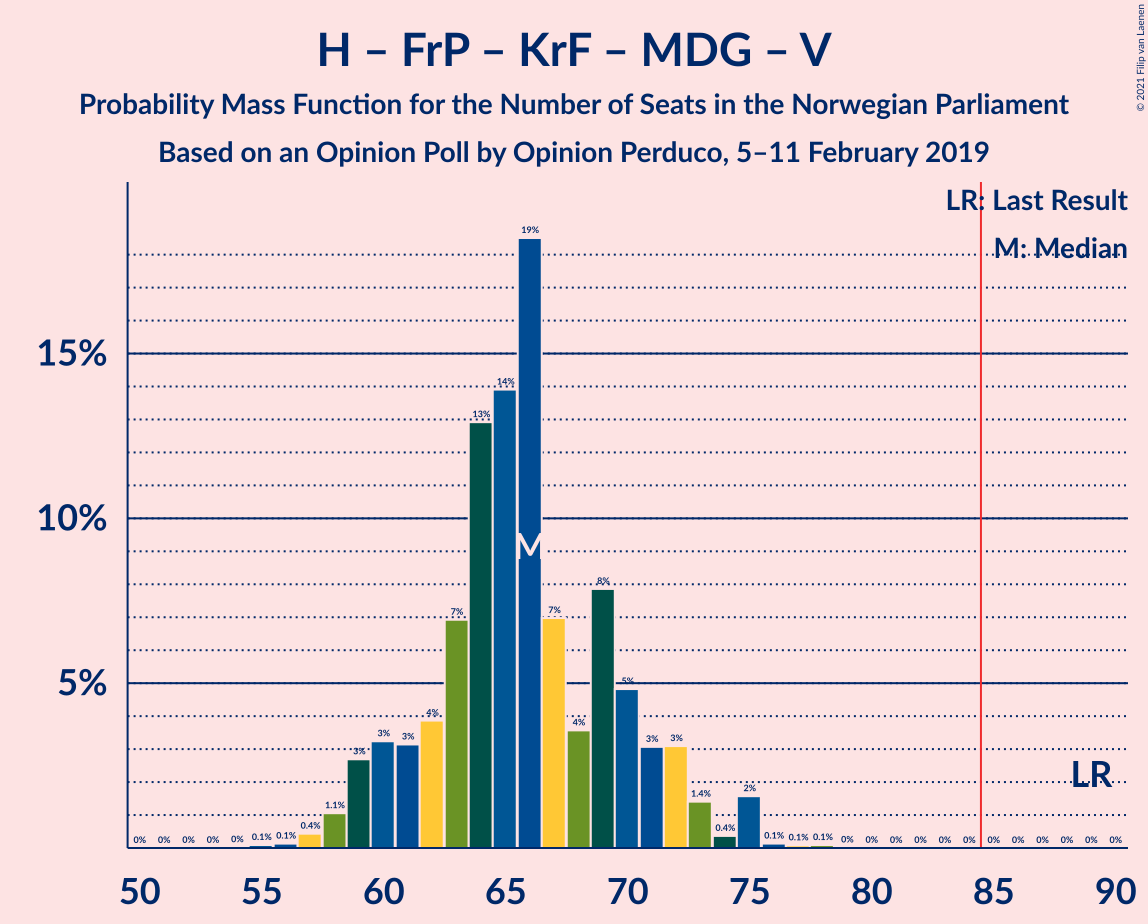 H – FrP – KrF – MDG – V
Probability Mass Function for the Number of Seats in the Norwegian Parliament
Based on an Opinion Poll by Opinion Perduco, 5–11 February 2019
© 2021 Filip van Laenen
LR: Last Result
M: Median
15%
10%
5%
0% 0% 0% 0% 0% 0.1% 0.1% 0.4% 1.1% 3% 3% 3% 4% 7% 13% 14% 19% 7% 4% 8% 5% 3% 3% 1.4% 0.4% 2% 0.1% 0.1% 0.1% 0% 0% 0% 0% 0% 0% 0% 0% 0% 0% 0% 0%
M
LR
50 55 60 65 70 75 80 85 90